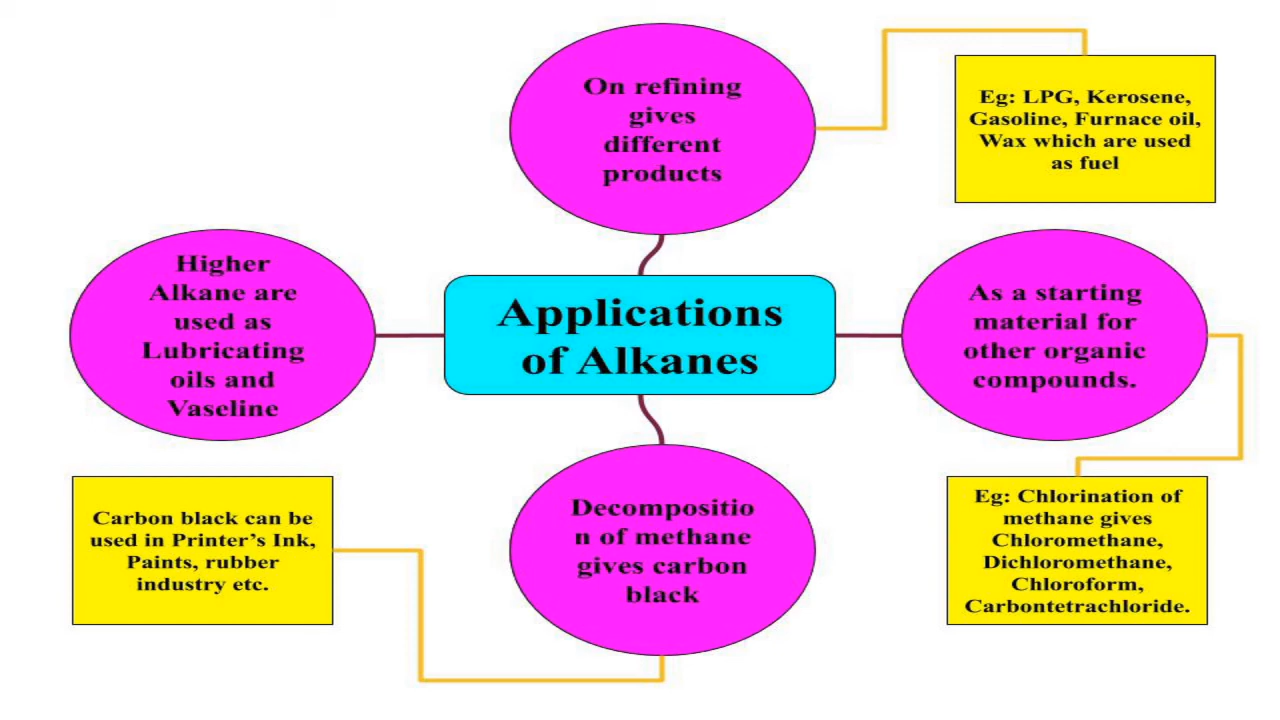 On refining
gives
different
products
Eg: LPG, Kerosene,
Gasoline, Furnace oil,
Wax which are used
as fuel
Higher
Alkane are
used as
Lubricating
oils and
Vaseline
Applications
of Alkanes
As a starting
material for
other organic
compounds.
Carbon black can be
used in Printer’s Ink,
Paints, rubber
industry etc.
Decompositio
n of methane
gives carbon
black
Eg: Chlorination of
methane gives
Chloromethane,
Dichloromethane,
Chloroform,
Carbontetrachloride.